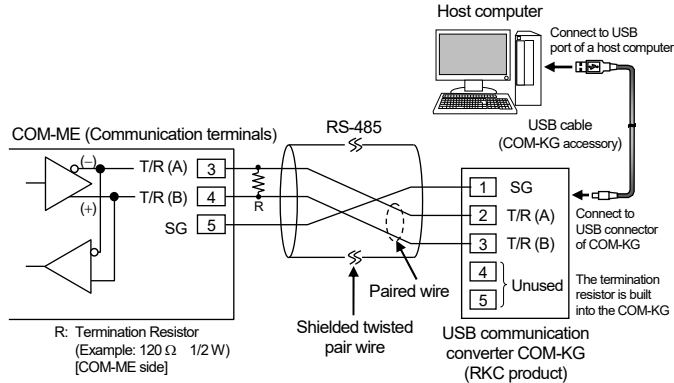 Host computer
Connect to USB
port of a host computer
USB cable
(COM-KG accessory)
RS-485
COM-ME (Communication terminals)
(−)
T/R (A)
3
T/R (B)
4
(+)
SG
5
R
1
SG
2
T/R (A)
3
T/R (B)
4
5
Unused
Connect to
USB connector
of COM-KG
The termination
resistor is built
into the COM-KG
Paired wire
Shielded twisted
pair wire
R: Termination Resistor
(Example: 120 Ω 1/2 W)
[COM-ME side]
USB communication
converter COM-KG
(RKC product)